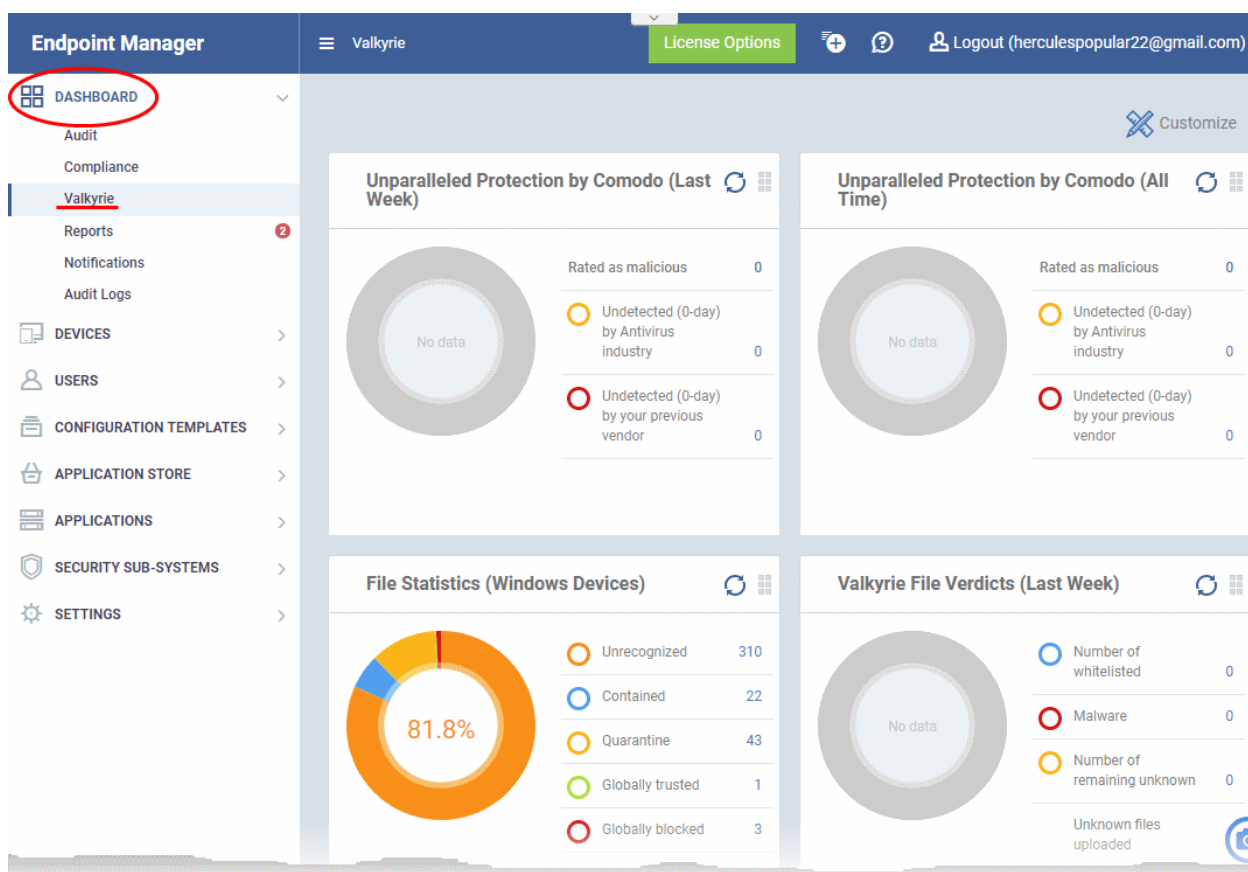 Endpoint Manager
Valkyrie
License Options
Logout (herculespopular22@gmail.com)
DASHBOARD
Audit
Compliance
Valkyrie
Reports
2
Notifications
Audit Logs
DEVICES
USERS
CONFIGURATION TEMPLATES
APPLICATION STORE
APPLICATIONS
SECURITY SUB-SYSTEMS
SETTINGS
Customize
Unparalleled Protection by Comodo (Last
Week)
No data
Rated as malicious 0
Undetected (0-day)
by Antivirus
industry 0
Undetected (0-day)
by your previous
vendor 0
Unparalleled Protection by Comodo (All
Time)
No data
Rated as malicious 0
Undetected (0-day)
by Antivirus
industry 0
Undetected (0-day)
by your previous
vendor 0
File Statistics (Windows Devices)
81.8%
Unrecognized 310
Contained 22
Quarantine 43
Globally trusted 1
Globally blocked 3
Valkyrie File Verdicts (Last Week)
No data
Number of
whitelisted 0
Malware 0
Number of
remaining unknown 0
Unknown files
uploaded